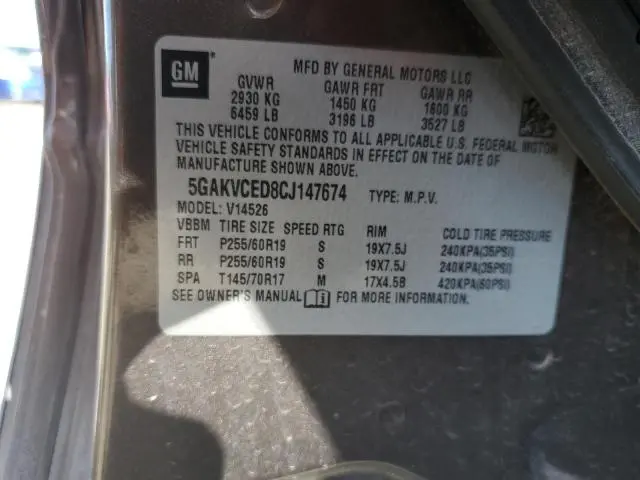 GM
MFD BY GENERAL MOTORS LLC
GVWR GAWR FRT GAWR RR
2930 KG 1450 KG 1600 KG
6459 LB 3196 LB 3527 LB
THIS VEHICLE CONFORMS TO ALL APPLICABLE U.S. FEDERAL MOTOR
VEHICLE SAFETY STANDARDS IN EFFECT ON THE DATE OF
MANUFACTURE SHOWN ABOVE.
5GAKVCED8CJ147674 TYPE: M.P.V.
MODEL: V14526
VBBM TIRE SIZE SPEED RTG RIM COLD TIRE PRESSURE
FRT P255/60R19 S 19X7.5J 240KPA(35PSI)
RR P255/60R19 S 19X7.5J 240KPA(35PSI)
SPA T145/70R17 M 17X4.5B 420KPA(60PSI)
SEE OWNER'S MANUAL FOR MORE INFORMATION.